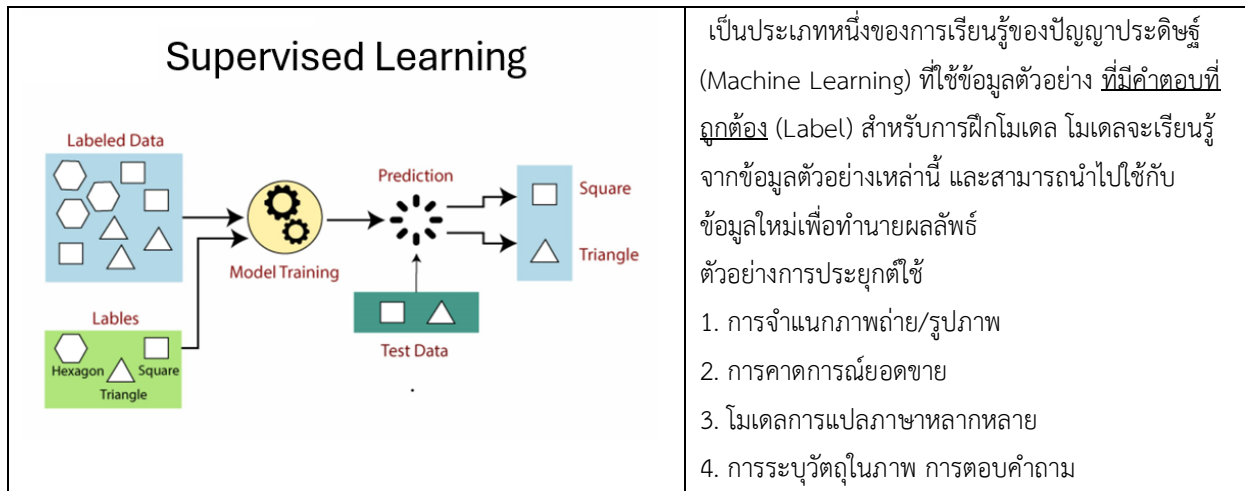 Supervised Learning
Labeled Data
Prediction
Square
Triangle
Model Training
Lables
Hexagon
Square
Triangle
Test Data
.
เป็นประเภทหนึ่งของการเรียนรู้ของปัญญาประดิษฐ์
(Machine Learning) ที่ใช้ข้อมูลตัวอย่าง ที่มีคำตอบที่
ถูกต้อง (Label) สำหรับการฝึกโมเดล โมเดลจะเรียนรู้
จากข้อมูลตัวอย่างเหล่านี้ และสามารถนำไปใช้กับ
ข้อมูลใหม่เพื่อทำนายผลลัพธ์
ตัวอย่างการประยุกต์ใช้
1. การจำแนกภาพถ่าย/รูปภาพ
2. การคาดการณ์ยอดขาย
3. โมเดลการแปลภาษาหลากหลาย
4. การระบุวัตถุในภาพ การตอบคำถาม